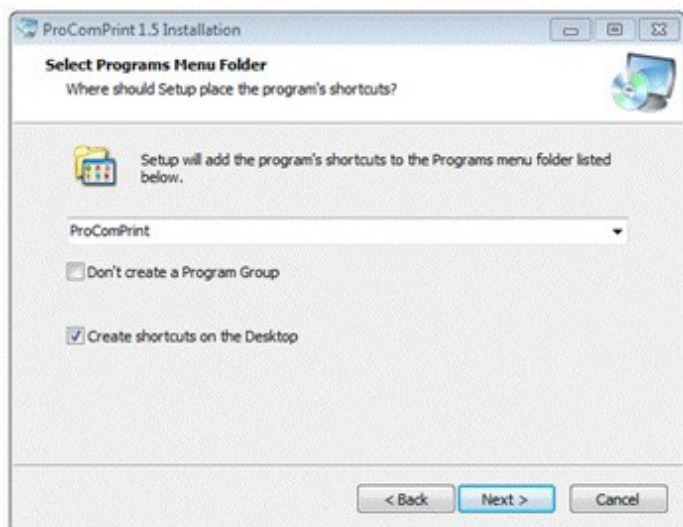 ProComPrint 1.5 Installation
Select Programs Menu Folder
Where should Setup place the program's shortcuts?
Setup will add the program's shortcuts to the Programs menu folder listed
below.
ProComPrint
Don't create a Program Group
Create shortcuts on the Desktop
< Back Next > Cancel